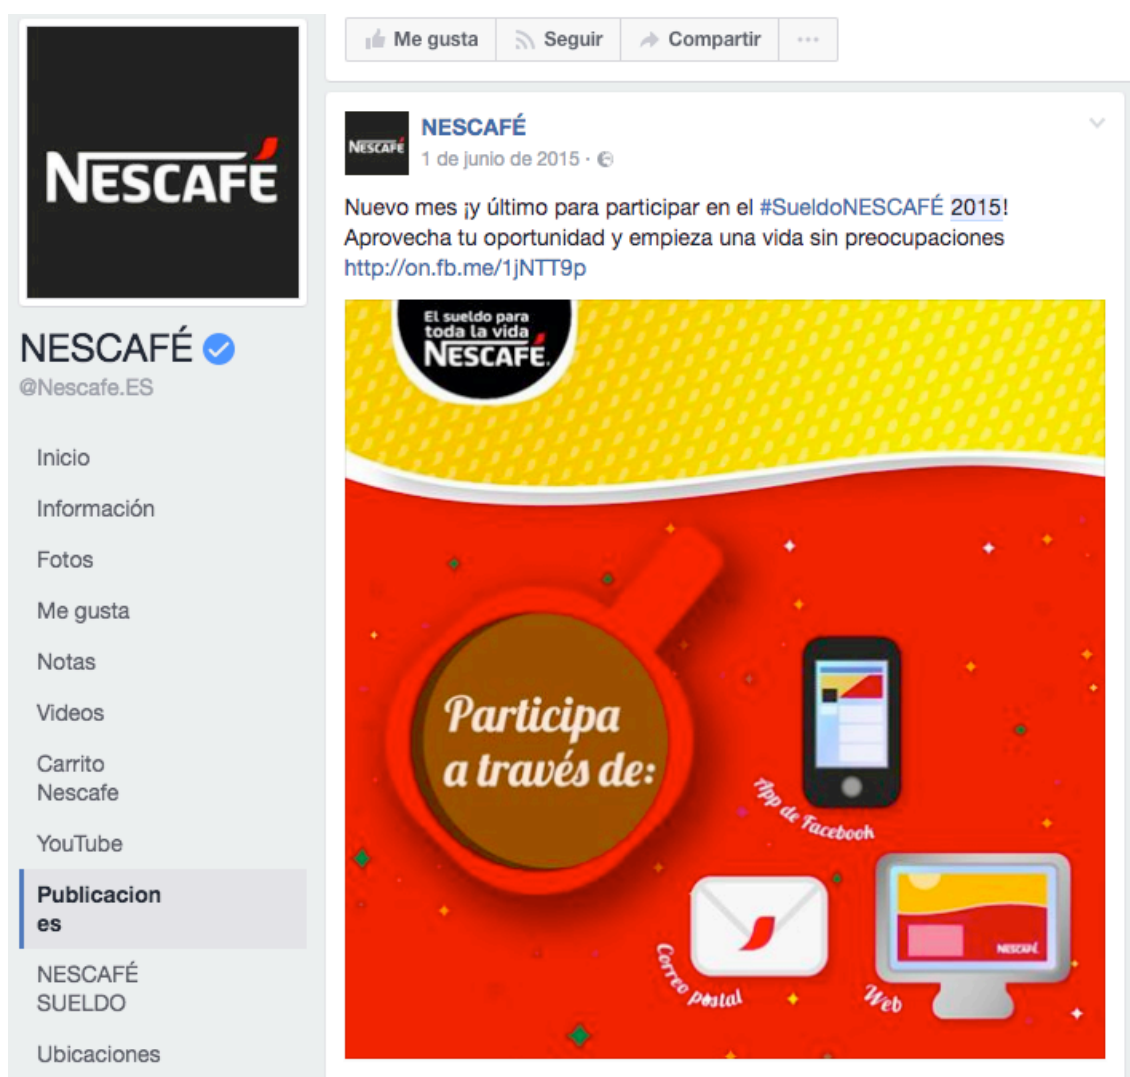 Me gusta
Seguir
Compartir
NESCAFÉ
NESCAFÉ
@Nescafe.ES
Inicio
Información
Fotos
Me gusta
Notas
Videos
Carrito
Nescafe
YouTube
Publicacion
es
NESCAFÉ
SUELDO
Ubicaciones
NESCAFÉ
NESCAFÉ
1 de junio de 2015 ·
Nuevo mes ¡y último para participar en el #SueldoNESCAFÉ 2015!
Aprovecha tu oportunidad y empieza una vida sin preocupaciones
http://on.fb.me/1jNTT9p
El sueldo para
toda la vida
NESCAFÉ.
Participa
a través de:
App de Facebook
Correo postal
Web
NESCAFÉ.